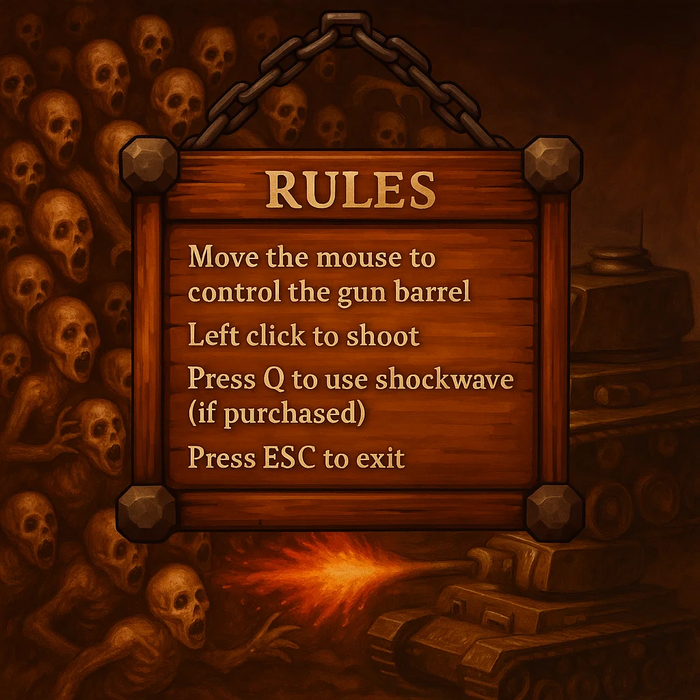 RULES
Move the mouse to
control the gun barrel
Left click to shoot
Press Q to use shockwave
(if purchased)
Press ESC to exit